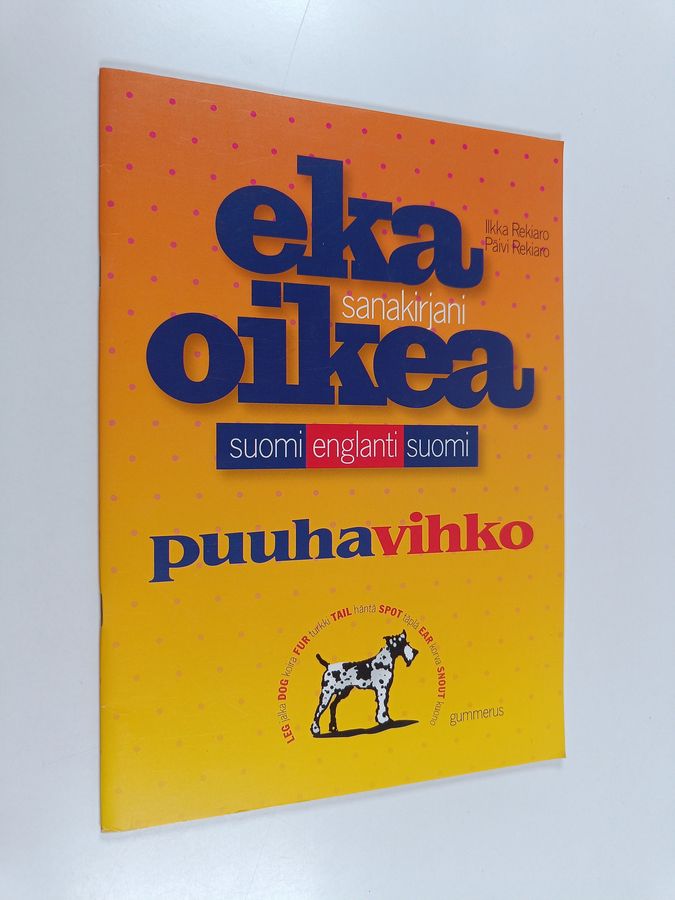 eka
Ilkka Rekiaro
Päivi Rekiaro
sanakirjani
oikea
suomi englanti suomi
puuhavihko
LEG jalka DOG koira FUR turkki TAIL häntä SPOT täplä EAR korva SNOUT kuono
gummerus